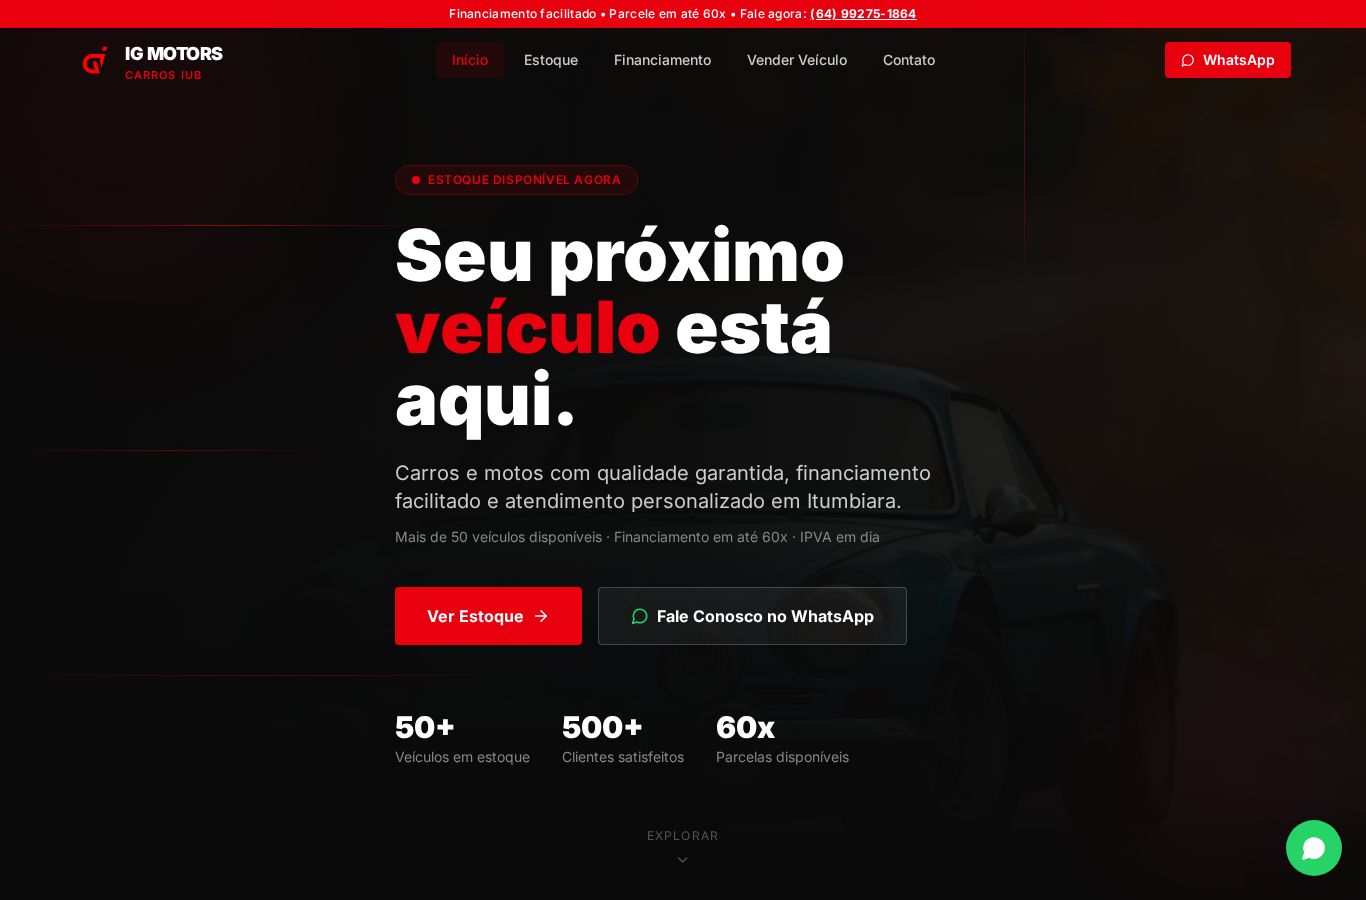 Financiamento facilitado • Parcele em até 60x • Fale agora: (64) 99275-1864
IG MOTORS
CARROS IUB
Início
Estoque
Financiamento
Vender Veículo
Contato
WhatsApp
ESTOQUE DISPONÍVEL AGORA
Seu próximo
veículo está
aqui.
Carros e motos com qualidade garantida, financiamento
facilitado e atendimento personalizado em Itumbiara.
Mais de 50 veículos disponíveis · Financiamento em até 60x · IPVA em dia
Ver Estoque
Fale Conosco no WhatsApp
50+
Veículos em estoque
500+
Clientes satisfeitos
60x
Parcelas disponíveis
EXPLORAR